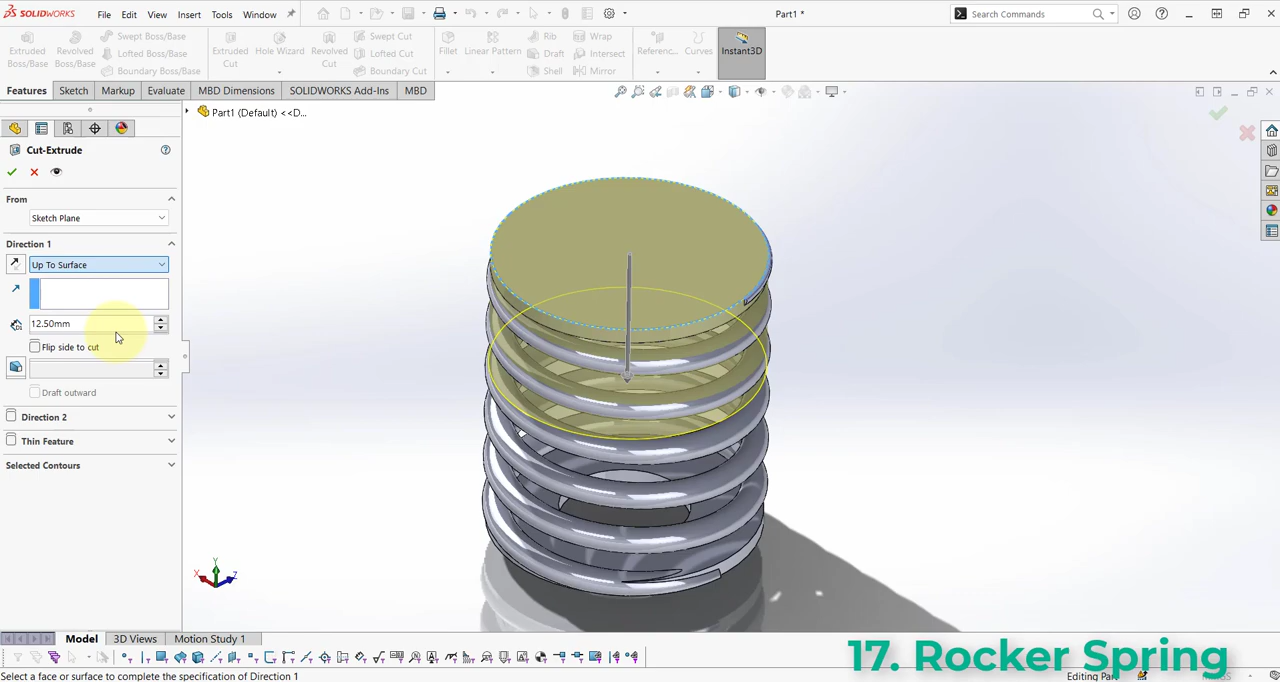 SOLIDWORKS File Edit View Insert Tools Window Part1 * Search Commands
Extruded Boss/Base
Revolved Boss/Base
Swept Boss/Base
Lofted Boss/Base
Boundary Boss/Base
Extruded Cut
Hole Wizard
Revolved Cut
Swept Cut
Lofted Cut
Boundary Cut
Fillet
Linear Pattern
Rib
Draft
Shell
Wrap
Intersect
Mirror
Referenc...
Curves
Instant3D
Features Sketch Markup Evaluate MBD Dimensions SOLIDWORKS Add-Ins MBD
Part1 (Default) <<D...
Cut-Extrude
From
Sketch Plane
Direction 1
Up To Surface
12.50mm
Flip side to cut
Draft outward
Direction 2
Thin Feature
Selected Contours
Y
X
Z
Model 3D Views Motion Study 1
17. Rocker Spring
Select a face or surface to complete the specification of Direction 1
Editing Part